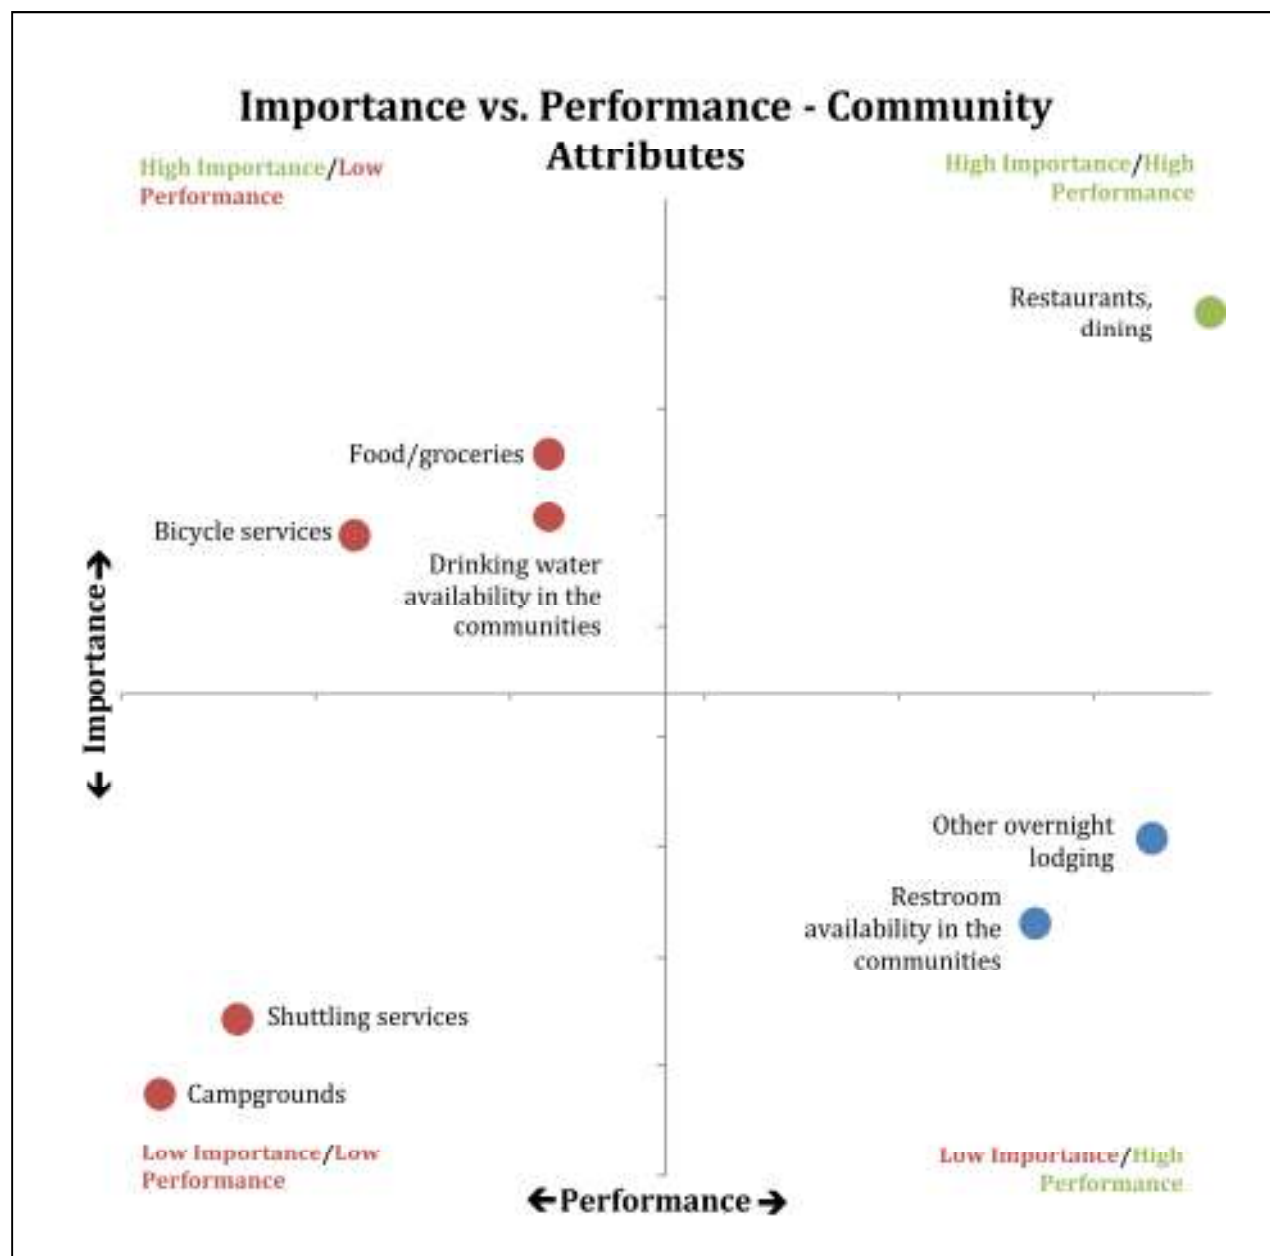 Importance vs. Performance - Community
Attributes
High Importance/Low
Performance
High Importance/High
Performance
Restaurants,
dining
Food/groceries
Bicycle services
Drinking water
availability in the
communities
← Importance→
Other overnight
lodging
Restroom
availability in the
communities
Shuttling services
Campgrounds
Low Importance/Low
Performance
Low Importance/High
Performance
←Performance →